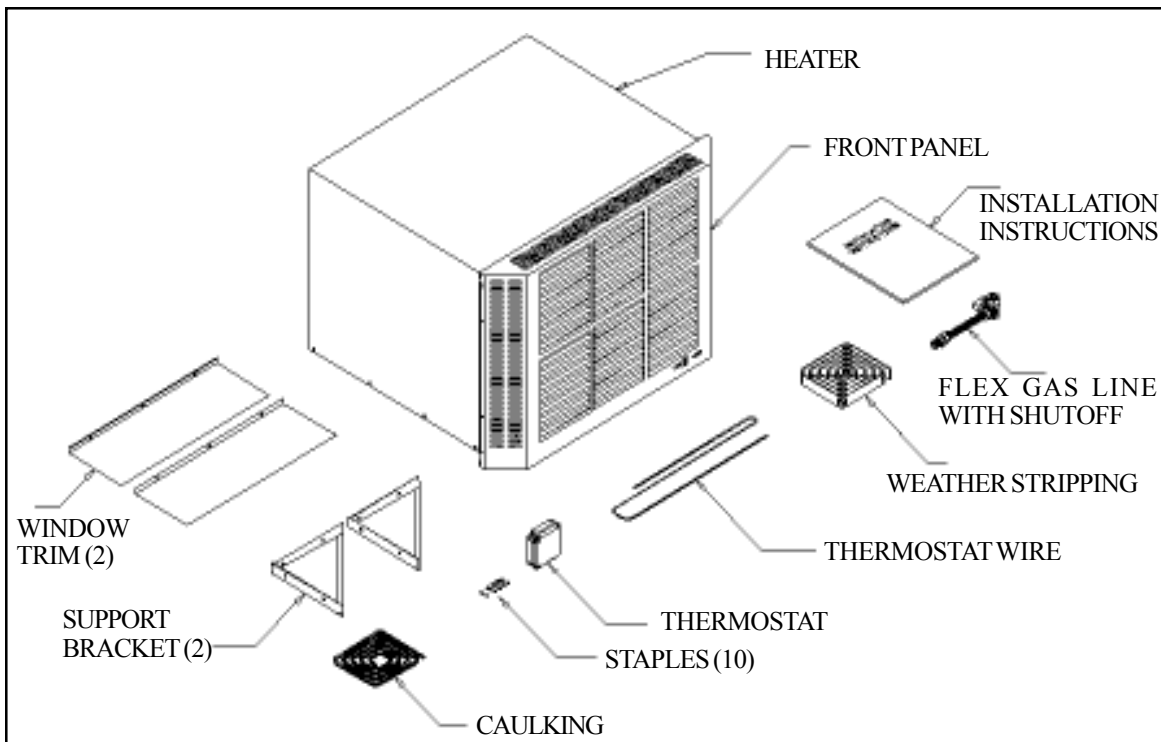 HEATER
FRONT PANEL
INSTALLATION
INSTRUCTIONS
FLEX GAS LINE
WITH SHUTOFF
WEATHER STRIPPING
WINDOW
TRIM (2)
THERMOSTAT WIRE
SUPPORT
BRACKET (2)
THERMOSTAT
STAPLES (10)
CAULKING